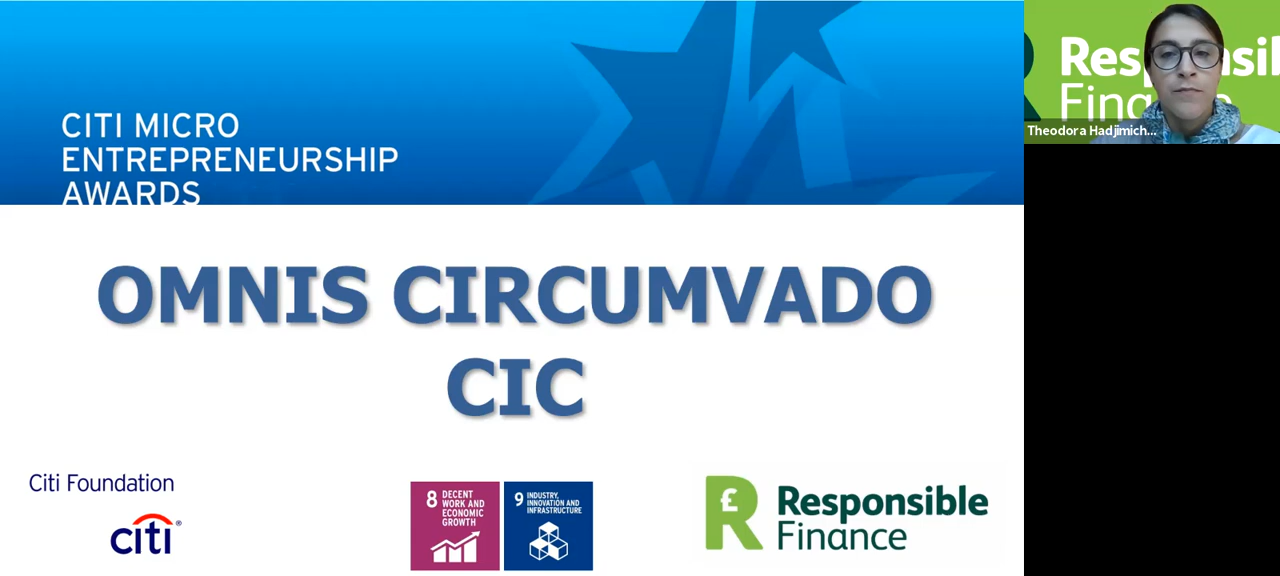 CITI MICRO
ENTREPRENEURSHIP
AWARDS
OMNIS CIRCUMVADO
CIC
Citi Foundation
citi®
8 DECENT
WORK AND
ECONOMIC
GROWTH
9 INDUSTRY,
INNOVATION AND
INFRASTRUCTURE
R£
Responsible
Finance
Theodora Hadjimich...